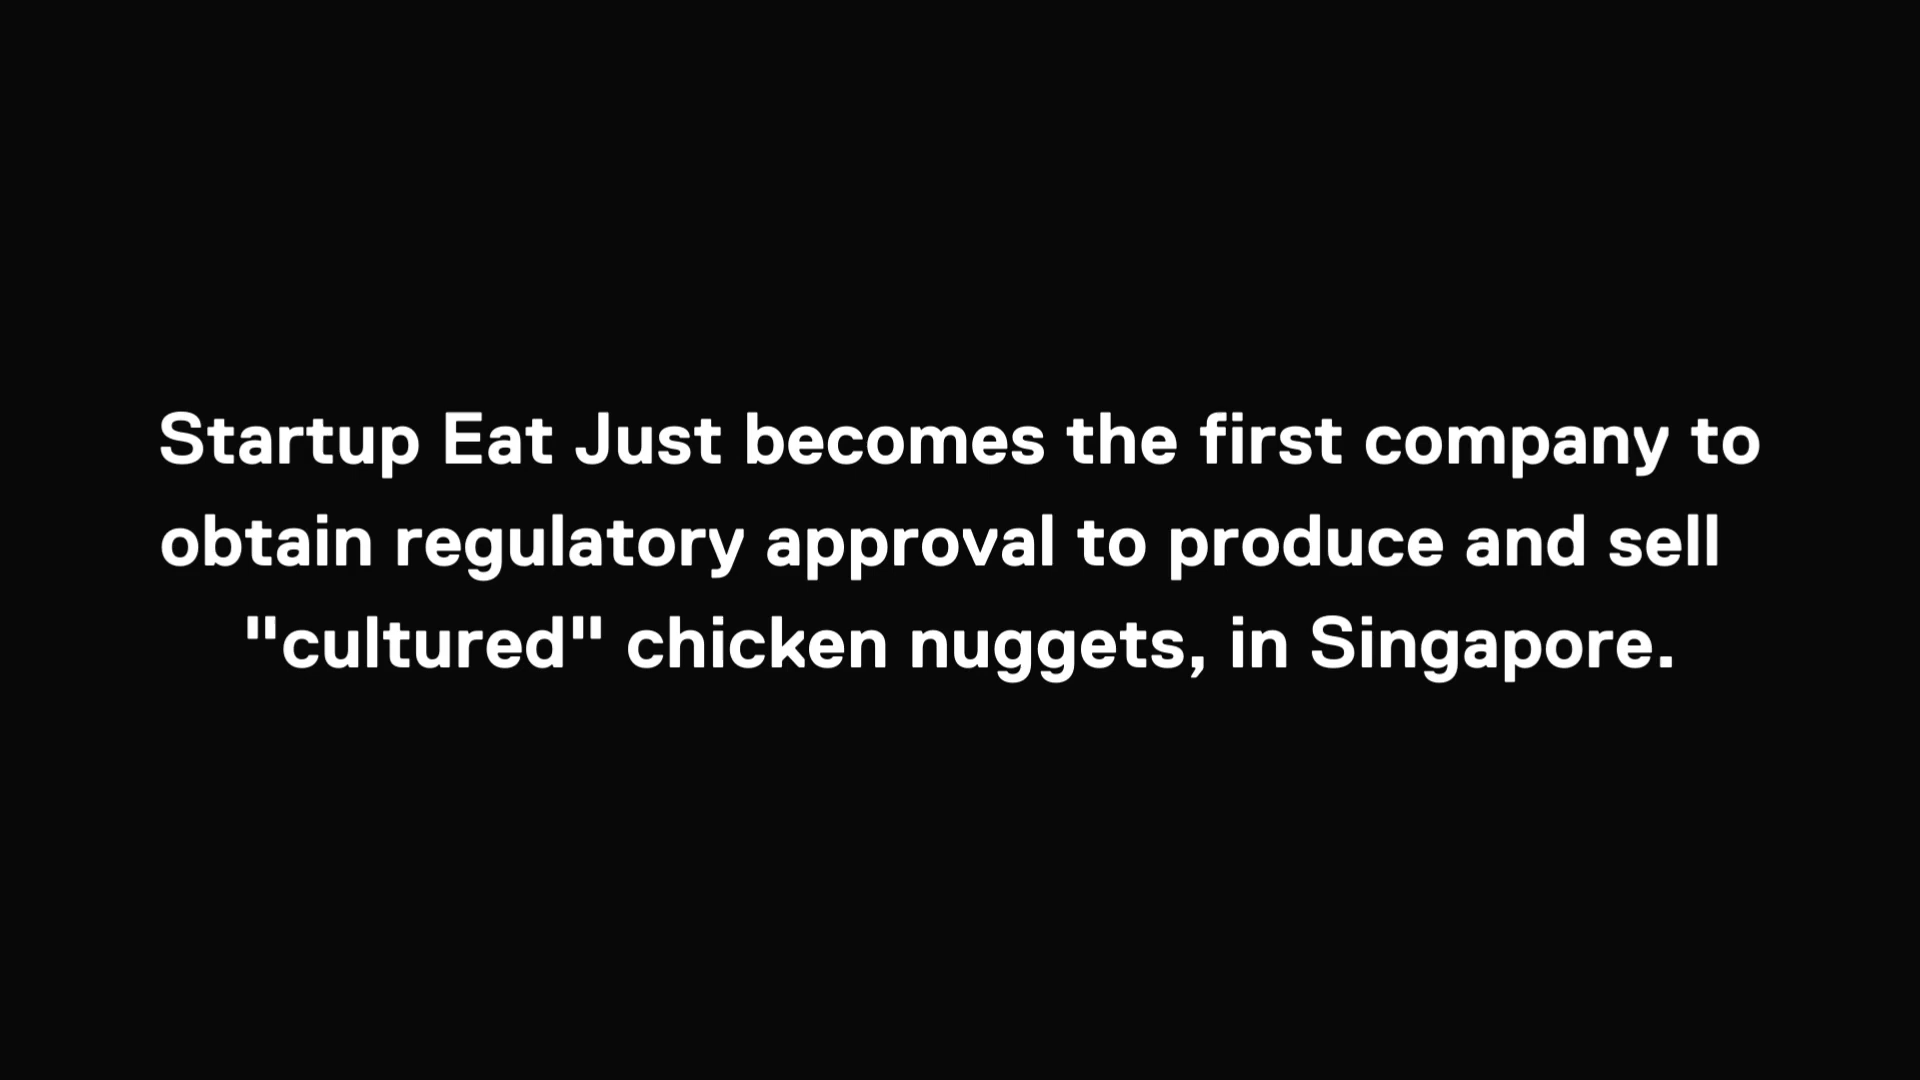 Startup Eat Just becomes the first company to
obtain regulatory approval to produce and sell
"cultured" chicken nuggets, in Singapore.